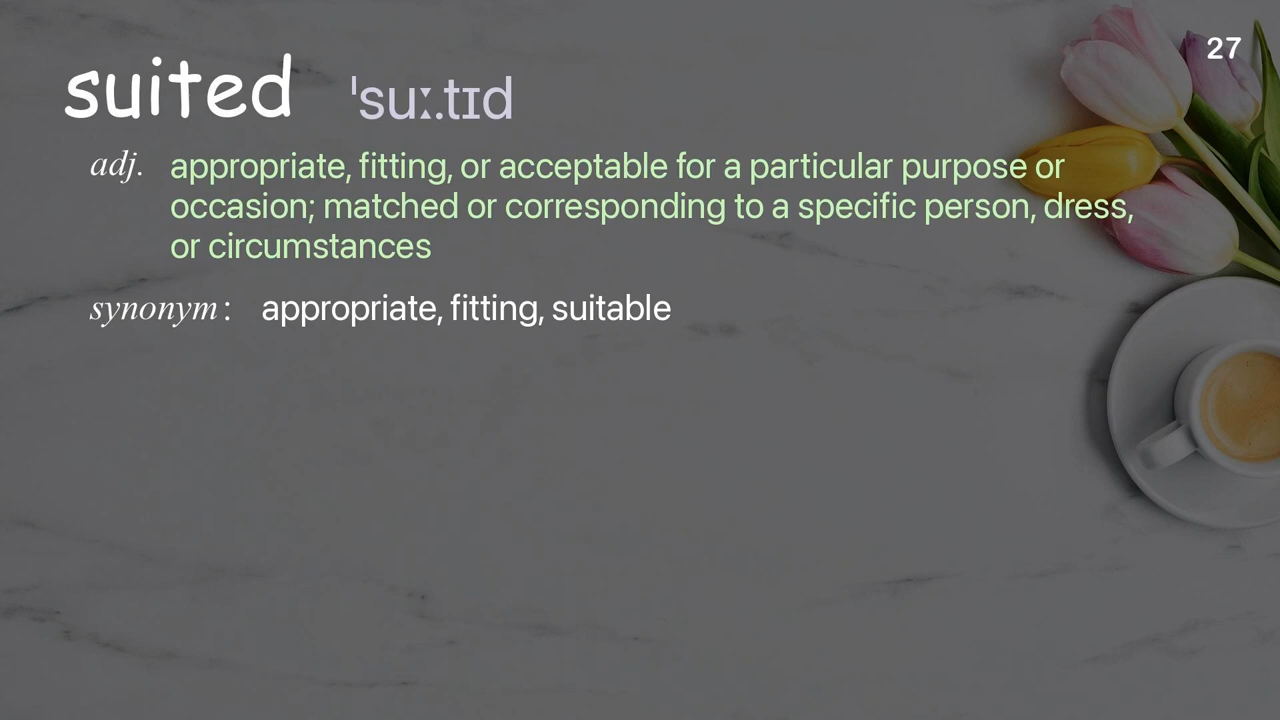 27
suited ˈsuː.tɪd
adj. appropriate, fitting, or acceptable for a particular purpose or
occasion; matched or corresponding to a specific person, dress,
or circumstances
synonym : appropriate, fitting, suitable